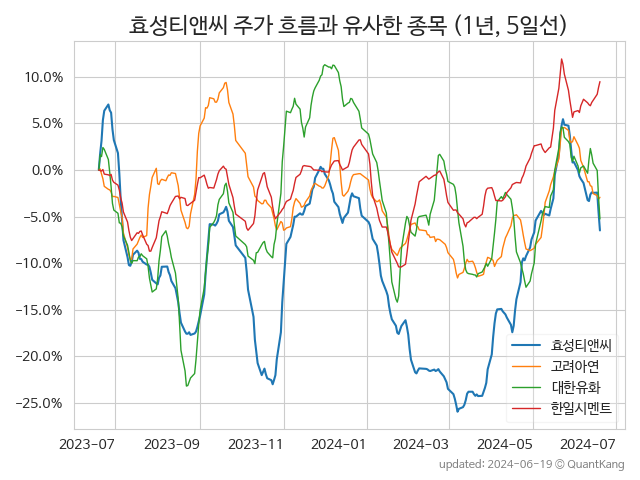 효성티앤씨 주가 흐름과 유사한 종목 (1년, 5일선)
10.0%
5.0%
0.0%
−5.0%
−10.0%
−15.0%
−20.0%
−25.0%
효성티앤씨
고려아연
대한유화
한일시멘트
2023-07 2023-09 2023-11 2024-01 2024-03 2024-05 2024-07
updated: 2024-06-19 ⓒ QuantKang